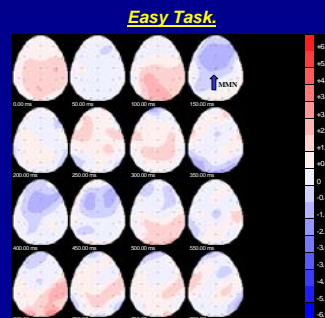 Easy Task.
0.00 ms
50.00 ms
100.00 ms
150.00 ms
MMN
200.00 ms
250.00 ms
300.00 ms
350.00 ms
400.00 ms
450.00 ms
500.00 ms
550.00 ms
+6.
+5.
+4.
+3.
+2.
+1.
+0.
0
-0.
-1.
-2.
-3.
-4.
-5.
-6.